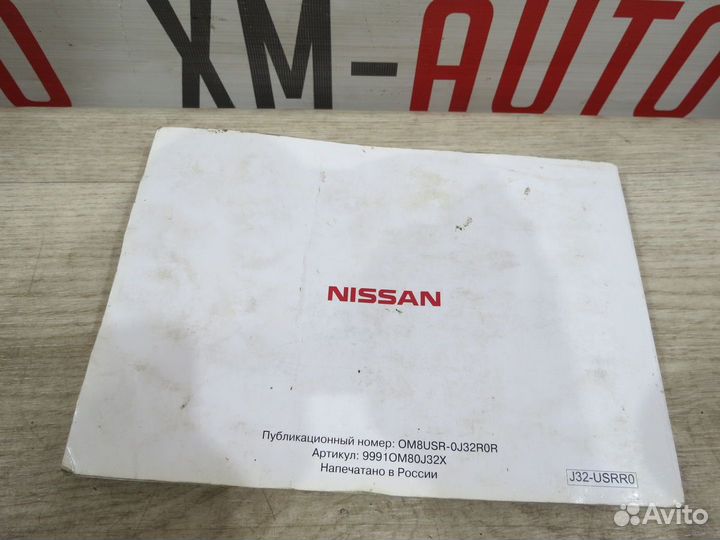 XM-AUTO
NISSAN
Публикационный номер: OM8USR-0J32R0R
Артикул: 9991OM80J32X
Напечатано в России
J32-USRR0
Avito